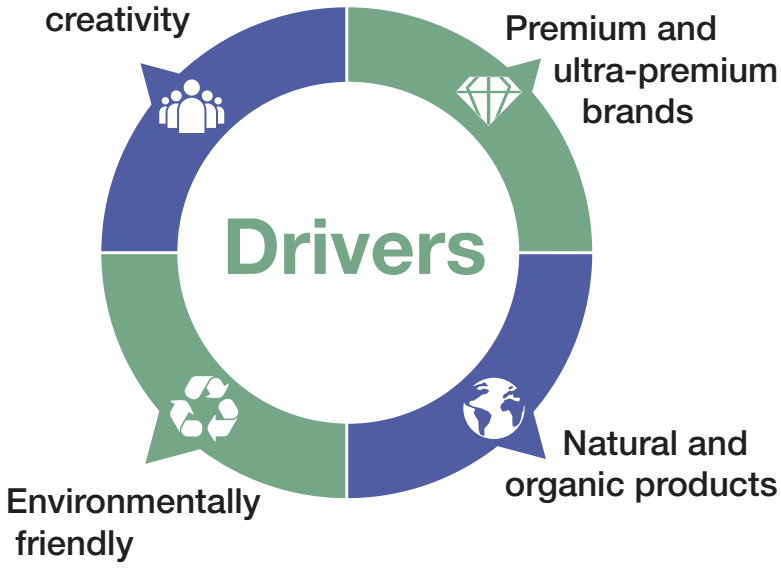 creativity
Premium and
ultra-premium
brands
Drivers
Natural and
organic products
Environmentally
friendly